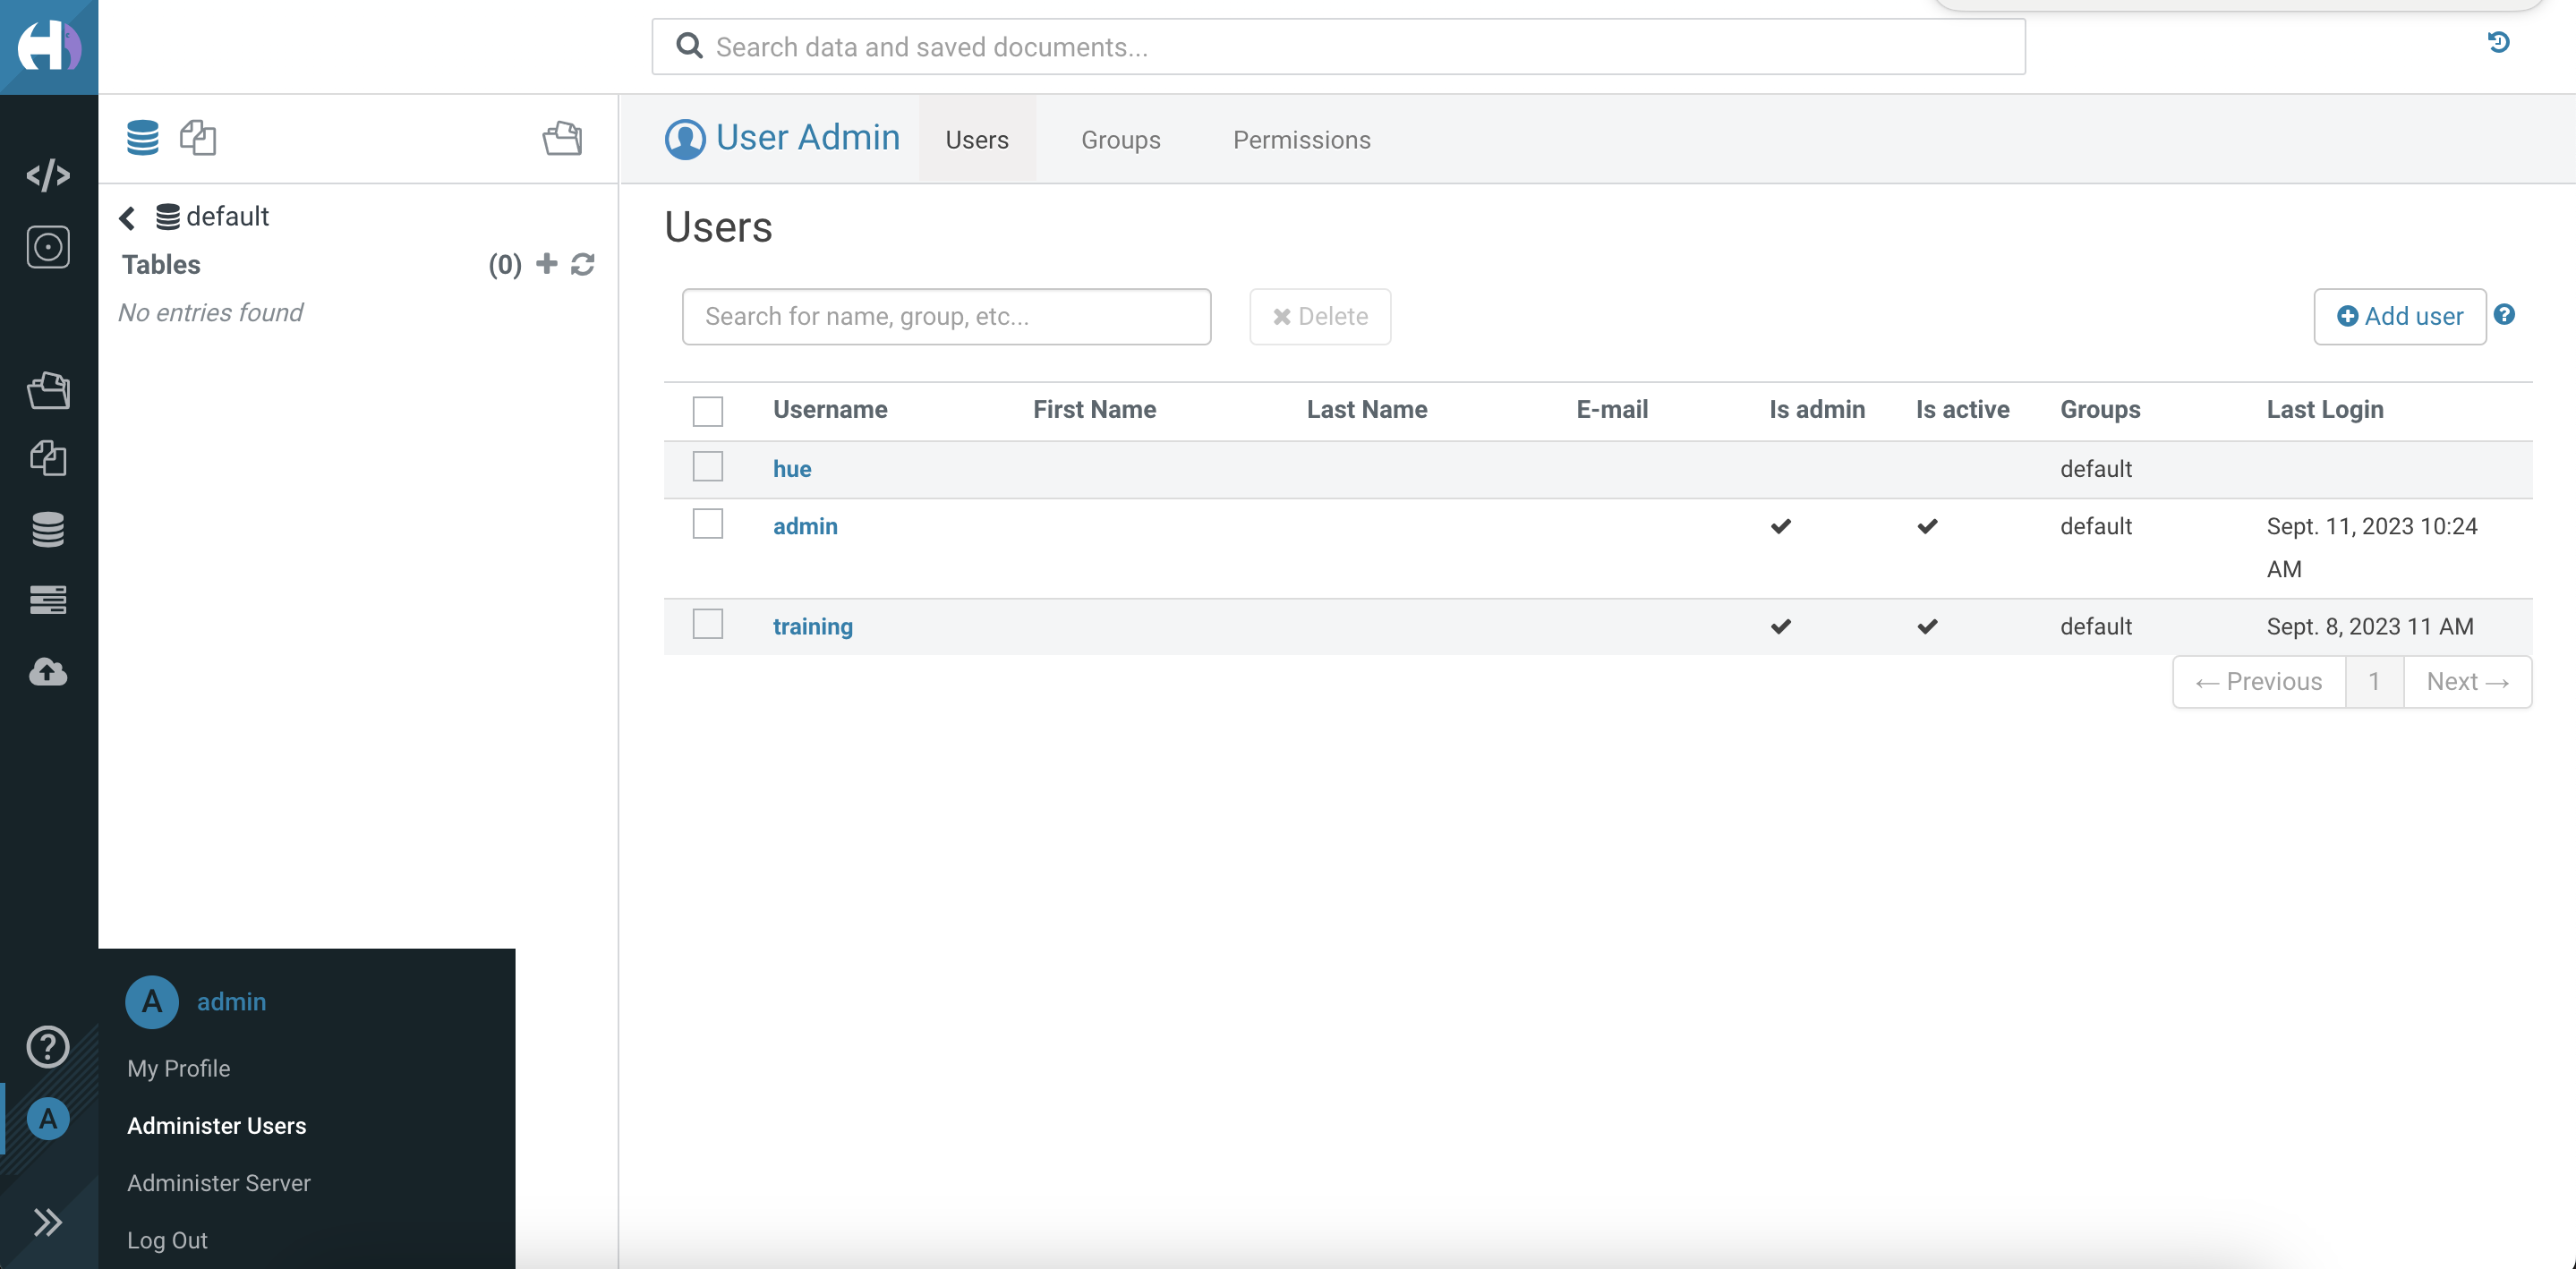 Search data and saved documents...
User Admin
Users
Groups
Permissions
default
Tables
(0)
No entries found
Users
Search for name, group, etc...
Delete
Add user
Username First Name Last Name E-mail Is admin Is active Groups Last Login
hue default
admin default Sept. 11, 2023 10:24
AM
training default Sept. 8, 2023 11 AM
← Previous 1 Next →
A admin
My Profile
A
Administer Users
Administer Server
Log Out